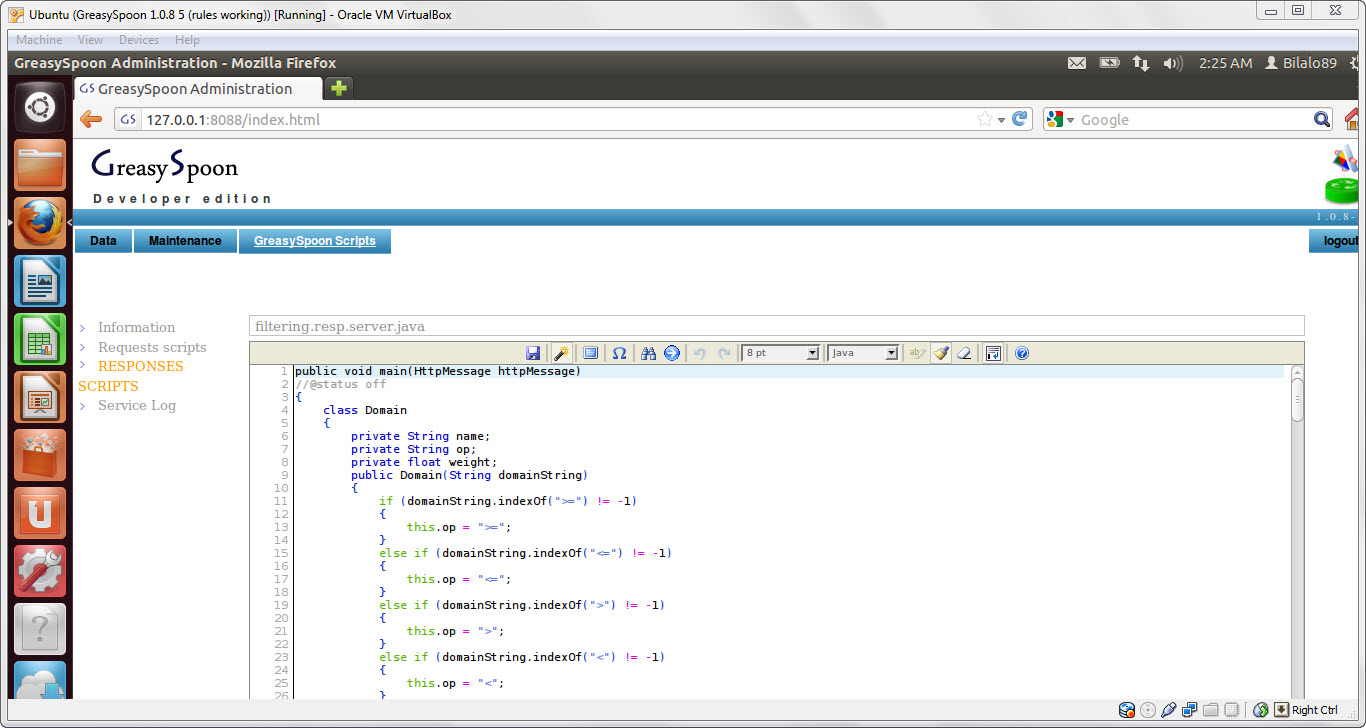 Ubuntu (GreasySpoon 1.0.8 5 (rules working)) [Running] - Oracle VM VirtualBox
Machine View Devices Help
GreasySpoon Administration - Mozilla Firefox 2:25 AM Bilalo89
GS GreasySpoon Administration
GS 127.0.0.1:8088/index.html Google
GreasySpoon
Developer edition
1.0.8-
Data Maintenance GreasySpoon Scripts logout
> Information
> Requests scripts
> RESPONSES
SCRIPTS
> Service Log
filtering.resp.server.java
8 pt Java
1 public void main(HttpMessage httpMessage)
2 //@status off
3 {
4 class Domain
5 {
6 private String name;
7 private String op;
8 private float weight;
9 public Domain(String domainString)
10 {
11 if (domainString.indexOf(">=") != -1)
12 {
13 this.op = ">=";
14 }
15 else if (domainString.indexOf("<=") != -1)
16 {
17 this.op = "<=";
18 }
19 else if (domainString.indexOf(">") != -1)
20 {
21 this.op = ">";
22 }
23 else if (domainString.indexOf("<") != -1)
24 {
25 this.op = "<";
26 }
Right Ctrl